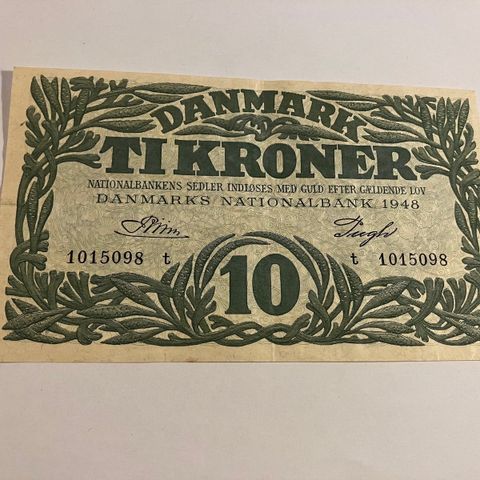 DANMARK
TI KRONER
NATIONALBANKENS SEDLER INDLØSES MED GULD EFTER GÆLDENDE LOV
DANMARKS NATIONALBANK 1948
1015098 t t 1015098
10